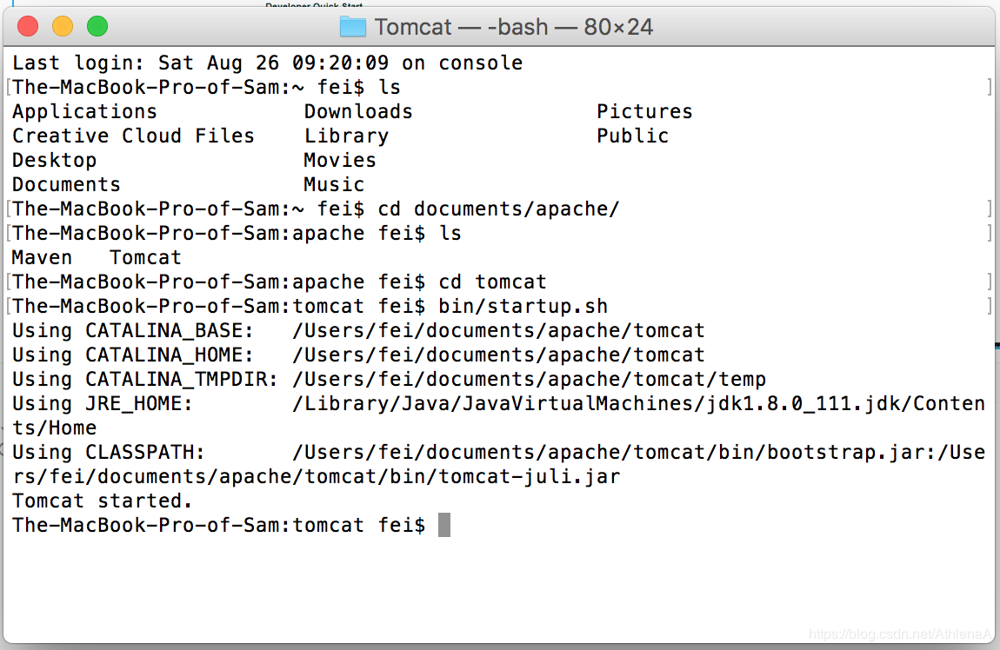 Developer Quick Start
Tomcat — -bash — 80×24
Last login: Sat Aug 26 09:20:09 on console
[The-MacBook-Pro-of-Sam:~ fei$ ls ]
Applications Downloads Pictures
Creative Cloud Files Library Public
Desktop Movies
Documents Music
[The-MacBook-Pro-of-Sam:~ fei$ cd documents/apache/ ]
[The-MacBook-Pro-of-Sam:apache fei$ ls ]
Maven Tomcat
[The-MacBook-Pro-of-Sam:apache fei$ cd tomcat ]
[The-MacBook-Pro-of-Sam:tomcat fei$ bin/startup.sh ]
Using CATALINA_BASE: /Users/fei/documents/apache/tomcat
Using CATALINA_HOME: /Users/fei/documents/apache/tomcat
Using CATALINA_TMPDIR: /Users/fei/documents/apache/tomcat/temp
Using JRE_HOME: /Library/Java/JavaVirtualMachines/jdk1.8.0_111.jdk/Conten
ts/Home
Using CLASSPATH: /Users/fei/documents/apache/tomcat/bin/bootstrap.jar:/Use
rs/fei/documents/apache/tomcat/bin/tomcat-juli.jar
Tomcat started.
The-MacBook-Pro-of-Sam:tomcat fei$
https://blog.csdn.net/AthlenaA